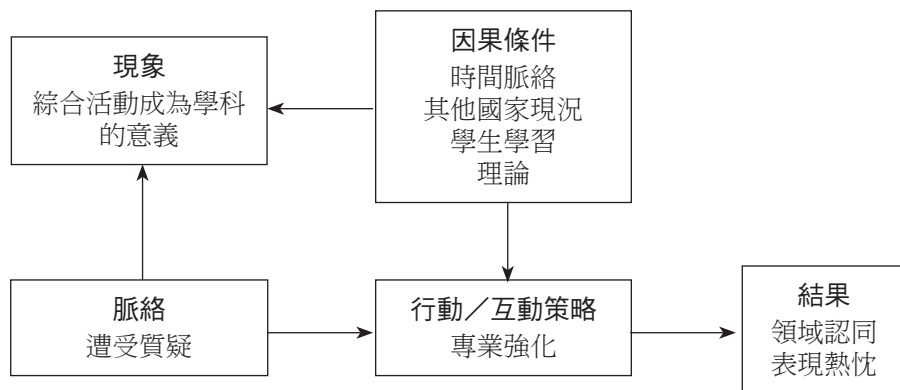 現象
綜合活動成為學科
的意義
因果條件
時間脈絡
其他國家現況
學生學習
理論
脈絡
遭受質疑
行動／互動策略
專業強化
結果
領域認同
表現熱忱